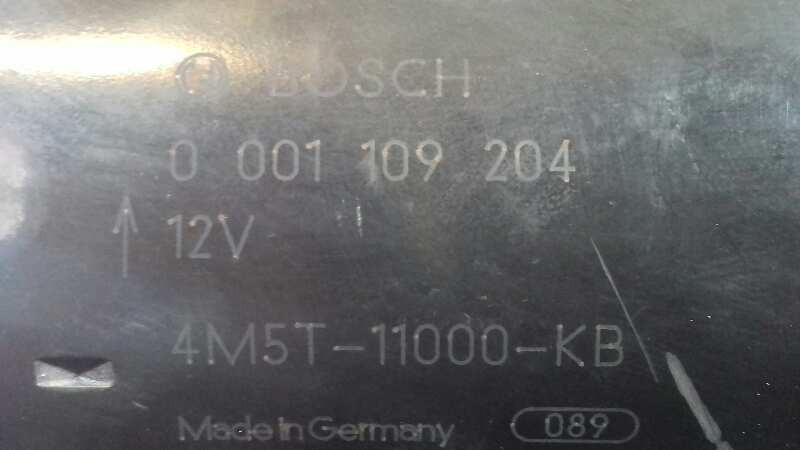 BOSCH
0 001 109 204
12V
4M5T-11000-KB
Made in Germany 089